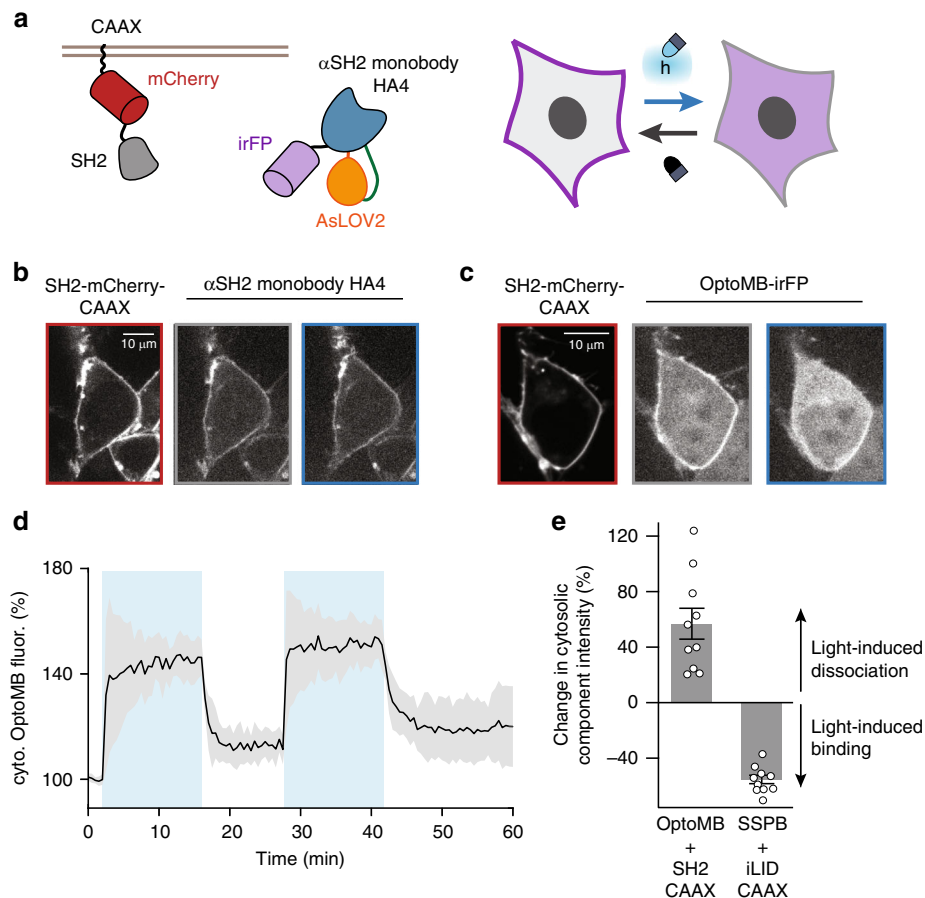 a
CAAX
mCherry
SH2
αSH2 monobody
HA4
irFP
AsLOV2
h
b
SH2-mCherry-
CAAX
αSH2 monobody HA4
10 μm
c
SH2-mCherry-
CAAX
OptoMB-irFP
10 μm
d
cyto. OptoMB fluor. (%)
180
140
100
0
10
20
30
40
50
60
Time (min)
e
Change in cytosolic
component intensity (%)
120
80
40
0
−40
Light-induced
dissociation
Light-induced
binding
OptoMB
+
SH2
CAAX
SSPB
+
iLID
CAAX